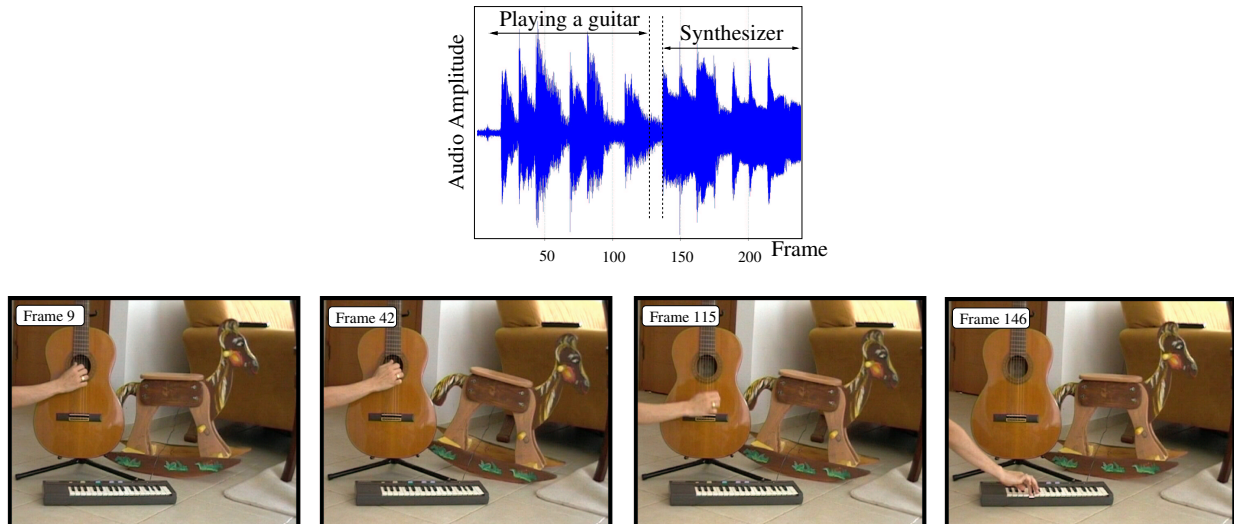 Playing a guitar
Synthesizer
Audio Amplitude
50
100
150
200
Frame
Frame 9
Frame 42
Frame 115
Frame 146